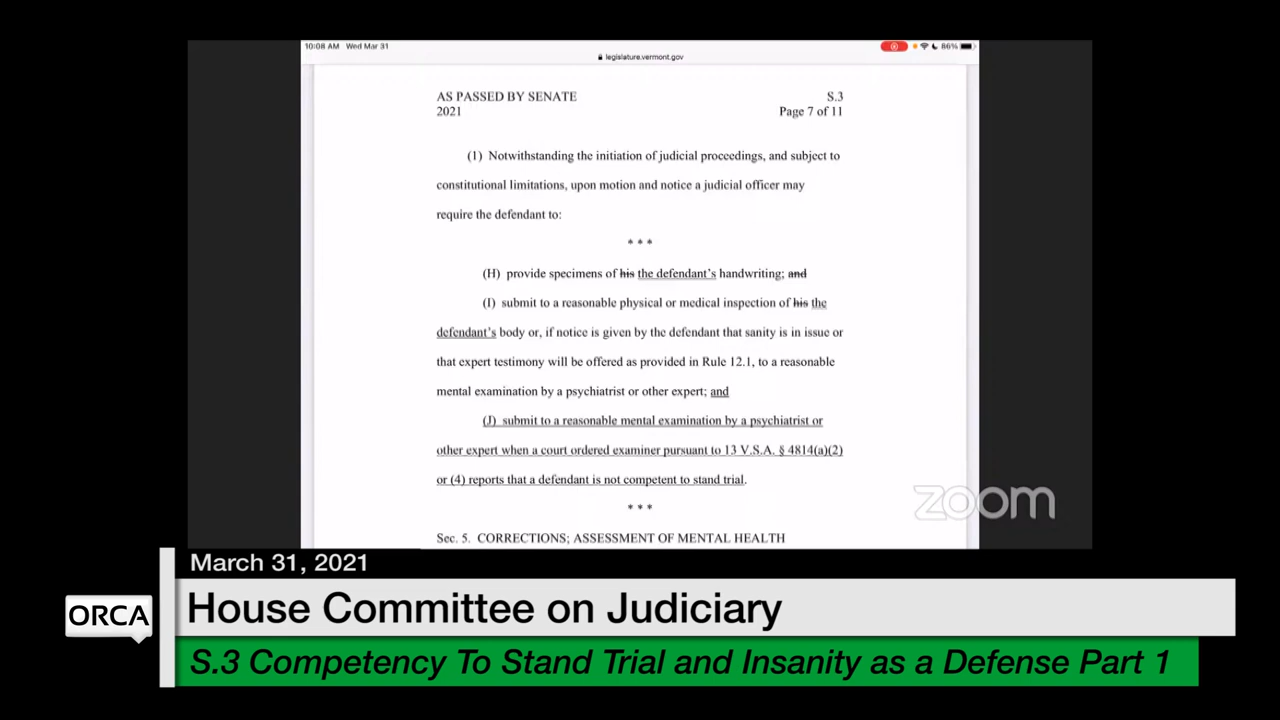 10:08 AM Wed Mar 31
86%
legislature.vermont.gov
AS PASSED BY SENATE S.3
2021 Page 7 of 11
(1) Notwithstanding the initiation of judicial proceedings, and subject to
constitutional limitations, upon motion and notice a judicial officer may
require the defendant to:
* * *
(H) provide specimens of his the defendant's handwriting; and
(I) submit to a reasonable physical or medical inspection of his the
defendant's body or, if notice is given by the defendant that sanity is in issue or
that expert testimony will be offered as provided in Rule 12.1, to a reasonable
mental examination by a psychiatrist or other expert; and
(J) submit to a reasonable mental examination by a psychiatrist or
other expert when a court ordered examiner pursuant to 13 V.S.A. § 4814(a)(2)
or (4) reports that a defendant is not competent to stand trial.
* * *
Sec. 5. CORRECTIONS; ASSESSMENT OF MENTAL HEALTH
zoom
March 31, 2021
ORCA
House Committee on Judiciary
S.3 Competency To Stand Trial and Insanity as a Defense Part 1